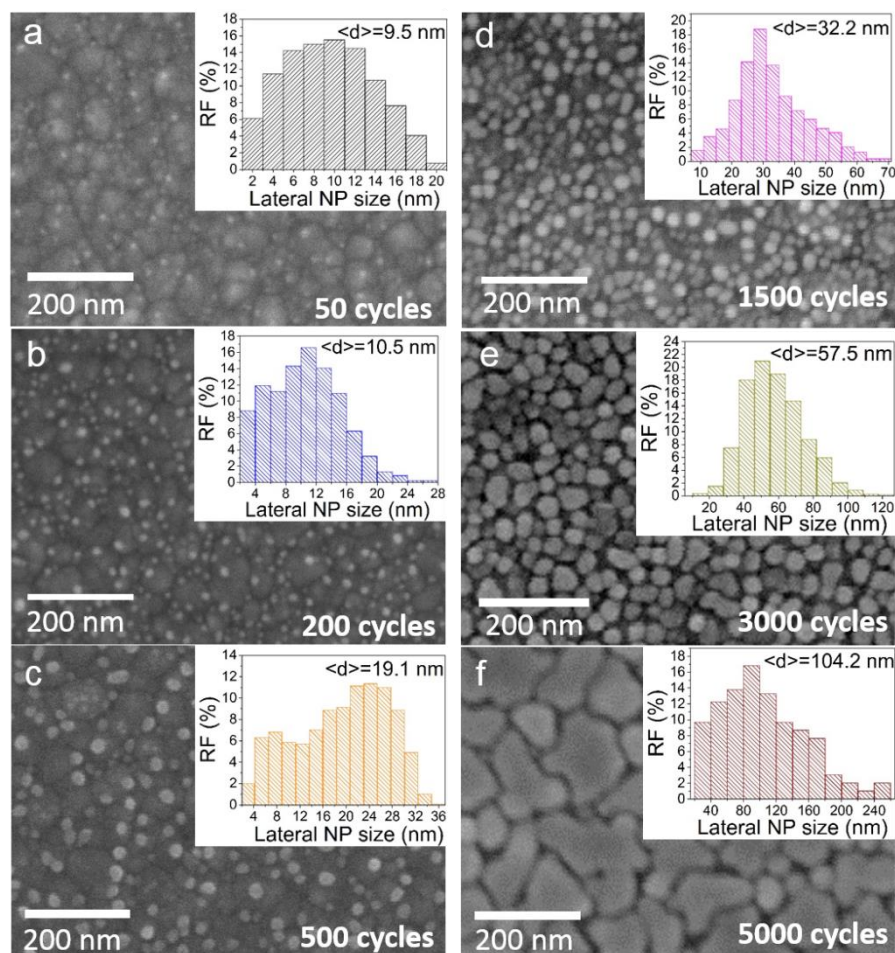 a
<d>=9.5 nm
RF (%)
18
16
14
12
10
8
6
4
2
0
2 4 6 8 10 12 14 16 18 20
Lateral NP size (nm)
200 nm
50 cycles
b
<d>=10.5 nm
RF (%)
18
16
14
12
10
8
6
4
2
0
4 8 12 16 20 24 28
Lateral NP size (nm)
200 nm
200 cycles
c
<d>=19.1 nm
RF (%)
14
12
10
8
6
4
2
0
4 8 12 16 20 24 28 32 36
Lateral NP size (nm)
200 nm
500 cycles
d
<d>=32.2 nm
RF (%)
20
18
16
14
12
10
8
6
4
2
0
10 20 30 40 50 60 70
Lateral NP size (nm)
200 nm
1500 cycles
e
<d>=57.5 nm
RF (%)
24
22
20
18
16
14
12
10
8
6
4
2
0
20 40 60 80 100 120
Lateral NP size (nm)
200 nm
3000 cycles
f
<d>=104.2 nm
RF (%)
18
16
14
12
10
8
6
4
2
0
40 80 120 160 200 240
Lateral NP size (nm)
200 nm
5000 cycles